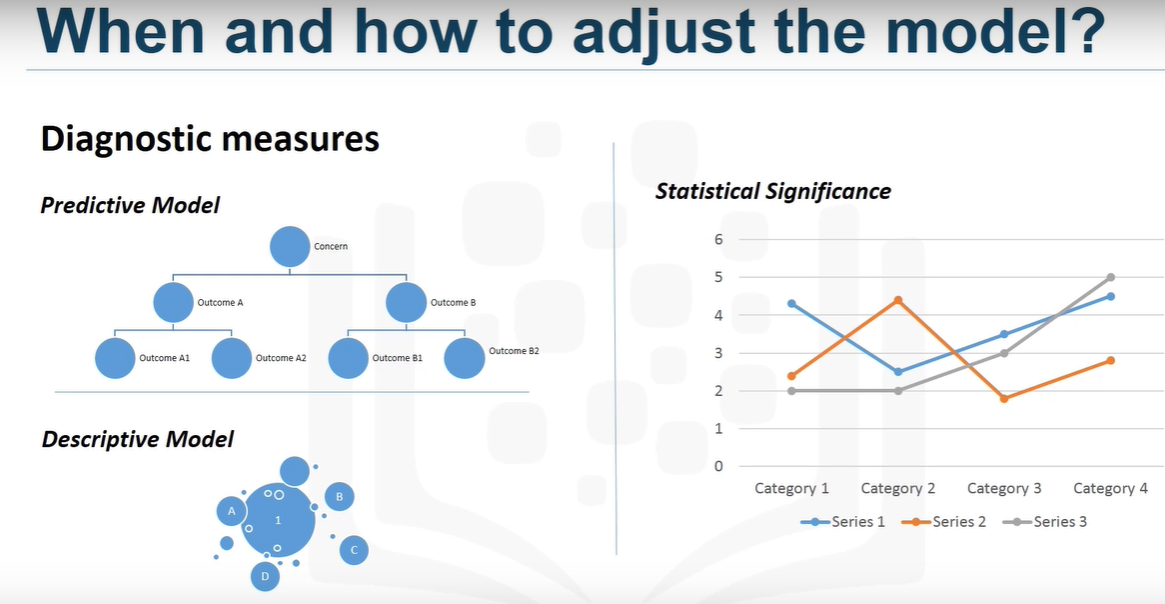 When and how to adjust the model?
Diagnostic measures
Predictive Model
Concern
Outcome A
Outcome B
Outcome A1
Outcome A2
Outcome B1
Outcome B2
Descriptive Model
1
A
B
C
D
Statistical Significance
6
5
4
3
2
1
0
Category 1 Category 2 Category 3 Category 4
Series 1 Series 2 Series 3